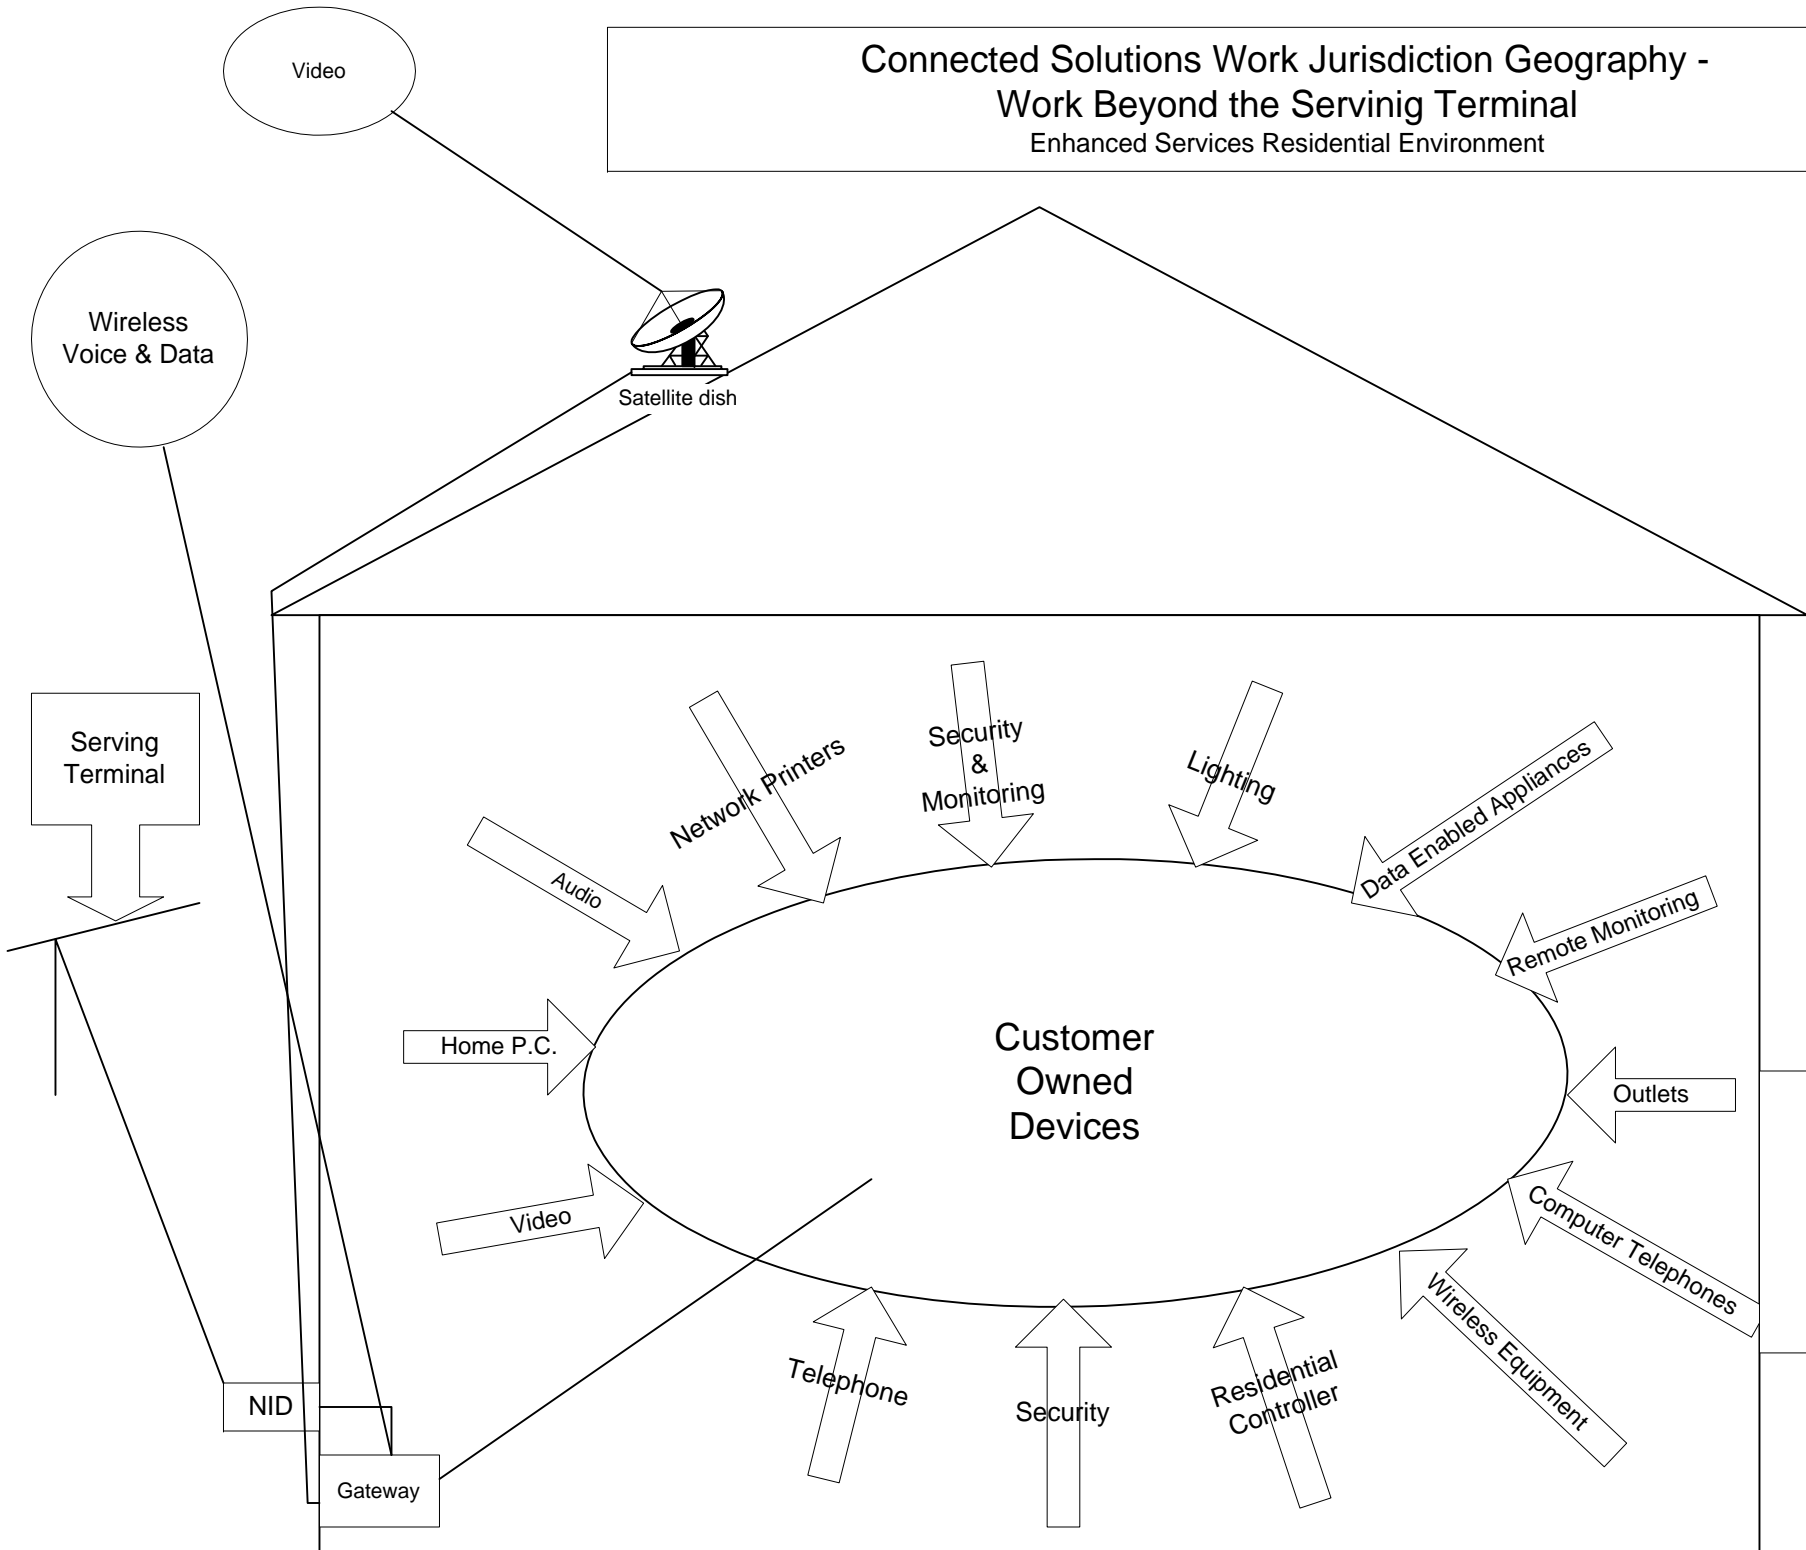 Video
Connected Solutions Work Jurisdiction Geography -
Work Beyond the Servinig Terminal
Enhanced Services Residential Environment
Wireless
Voice & Data
Satellite dish
Serving
Terminal
Network Printers
Security
&
Monitoring
Lighting
Data Enabled Appliances
Audio
Remote Monitoring
Home P.C.
Customer
Owned
Devices
Outlets
Video
Computer Telephones
Wireless Equipment
Telephone
Security
Residential
Controller
NID
Gateway